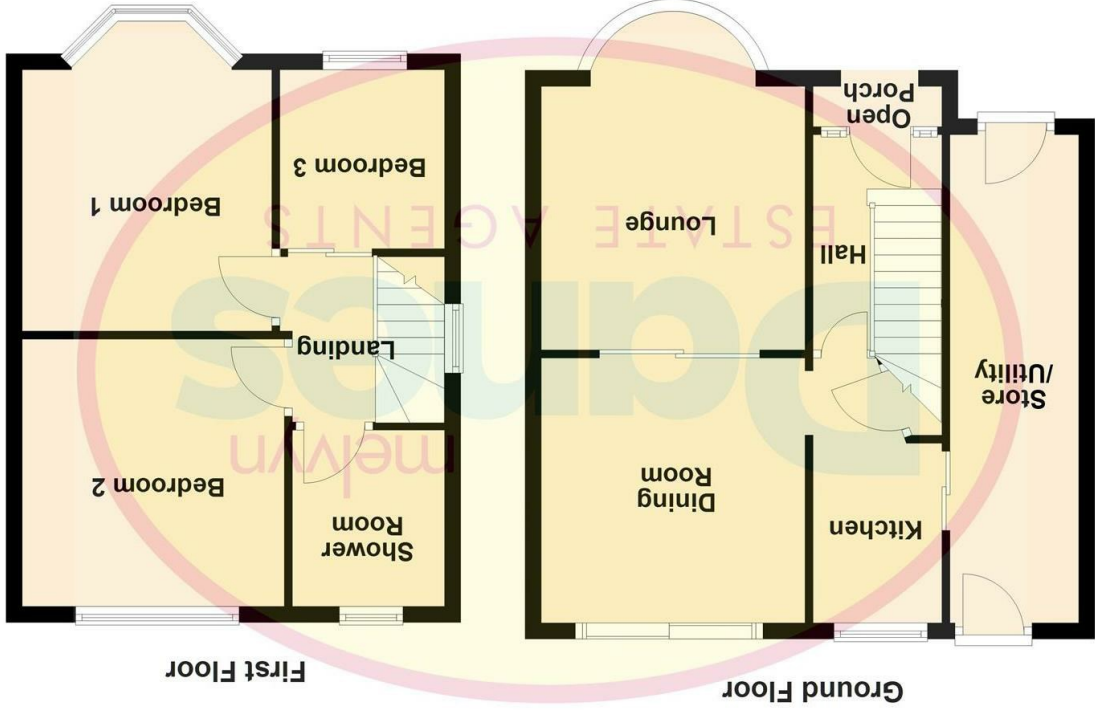 Ground Floor
Kitchen
Dining
Room
Store
/Utility
Hall
Lounge
Open
Porch
First Floor
Shower
Room
Bedroom 2
Landing
Bedroom 3
Bedroom 1
melvyn
Danes
ESTATE AGENTS